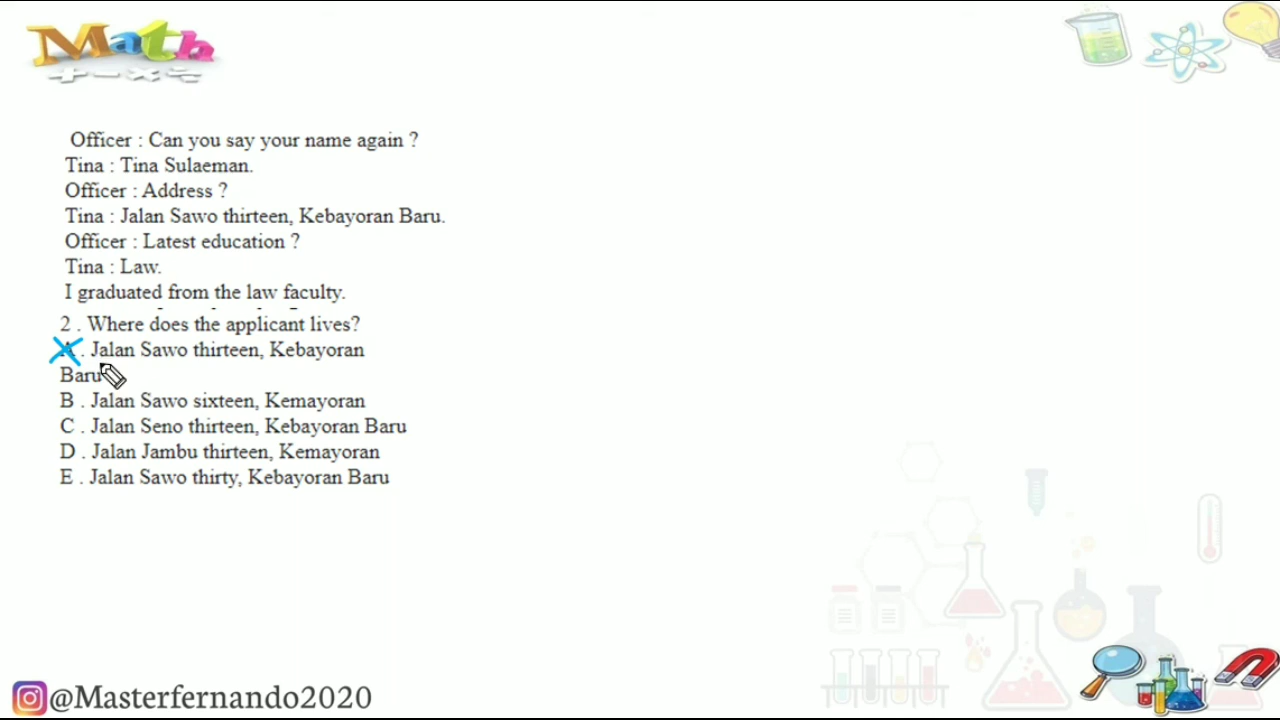 Math
+ − × ÷
Officer : Can you say your name again ?
Tina : Tina Sulaeman.
Officer : Address ?
Tina : Jalan Sawo thirteen, Kebayoran Baru.
Officer : Latest education ?
Tina : Law.
I graduated from the law faculty.
2 . Where does the applicant lives?
A . Jalan Sawo thirteen, Kebayoran
Baru
B . Jalan Sawo sixteen, Kemayoran
C . Jalan Seno thirteen, Kebayoran Baru
D . Jalan Jambu thirteen, Kemayoran
E . Jalan Sawo thirty, Kebayoran Baru
@Masterfernando2020